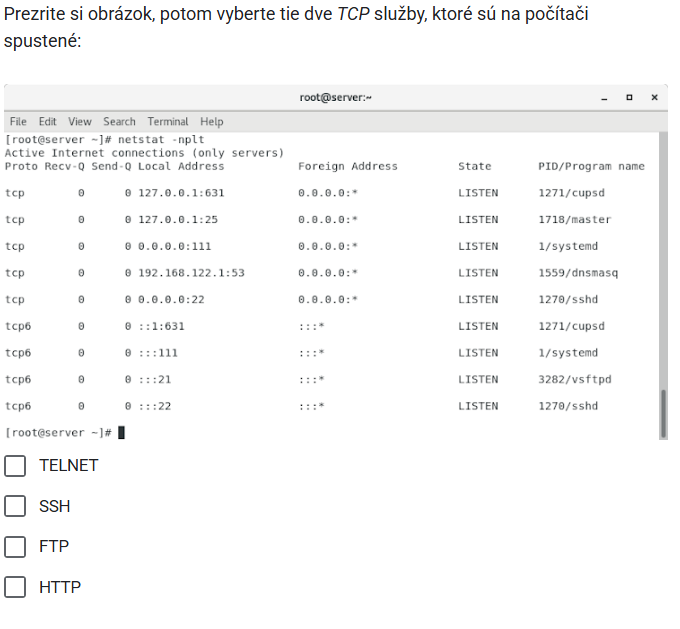 Prezrite si obrázok, potom vyberte tie dve TCP služby, ktoré sú na počítači
spustené:
root@server:~
File Edit View Search Terminal Help
[root@server ~]# netstat -nplt
Active Internet connections (only servers)
Proto Recv-Q Send-Q Local Address Foreign Address State PID/Program name
tcp 0 0 127.0.0.1:631 0.0.0.0:* LISTEN 1271/cupsd
tcp 0 0 127.0.0.1:25 0.0.0.0:* LISTEN 1718/master
tcp 0 0 0.0.0.0:111 0.0.0.0:* LISTEN 1/systemd
tcp 0 0 192.168.122.1:53 0.0.0.0:* LISTEN 1559/dnsmasq
tcp 0 0 0.0.0.0:22 0.0.0.0:* LISTEN 1270/sshd
tcp6 0 0 ::1:631 :::* LISTEN 1271/cupsd
tcp6 0 0 :::111 :::* LISTEN 1/systemd
tcp6 0 0 :::21 :::* LISTEN 3282/vsftpd
tcp6 0 0 :::22 :::* LISTEN 1270/sshd
[root@server ~]#
TELNET
SSH
FTP
HTTP